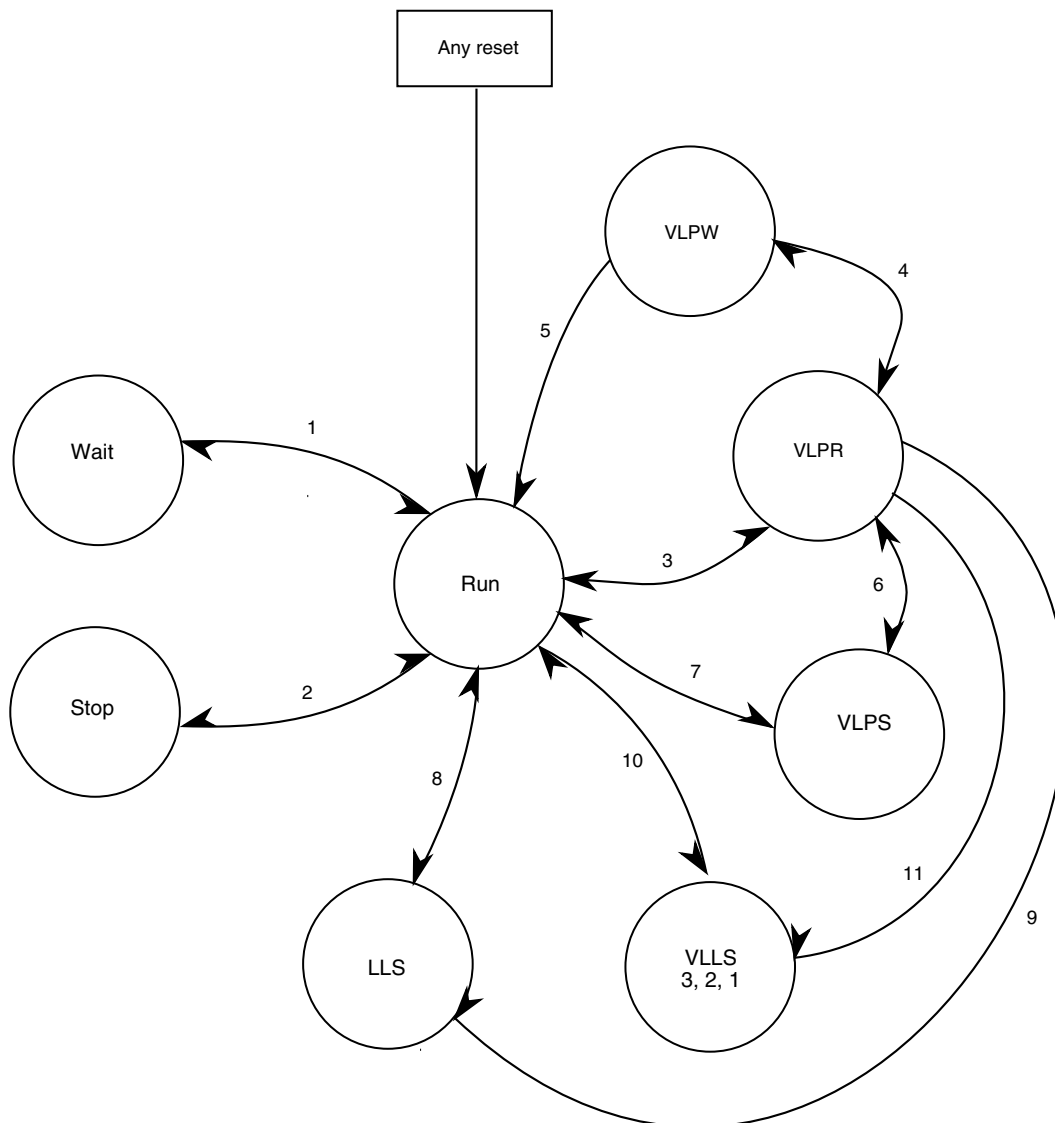 Any reset
VLPW
4
5
Wait
1
VLPR
Run
3
6
Stop
2
7
VLPS
8
10
11
9
LLS
VLLS
3, 2, 1